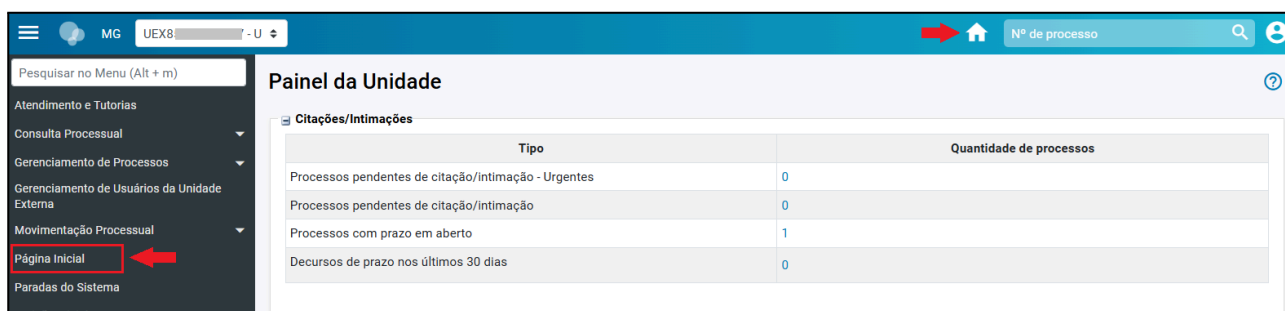 MG UEX8 7 - U Nº de processo
Pesquisar no Menu (Alt + m)
Painel da Unidade
Atendimento e Tutorias
Consulta Processual
Gerenciamento de Processos
Gerenciamento de Usuários da Unidade
Externa
Movimentação Processual
Página Inicial
Paradas do Sistema
Citações/Intimações
Tipo Quantidade de processos
Processos pendentes de citação/intimação - Urgentes 0
Processos pendentes de citação/intimação 0
Processos com prazo em aberto 1
Decursos de prazo nos últimos 30 dias 0